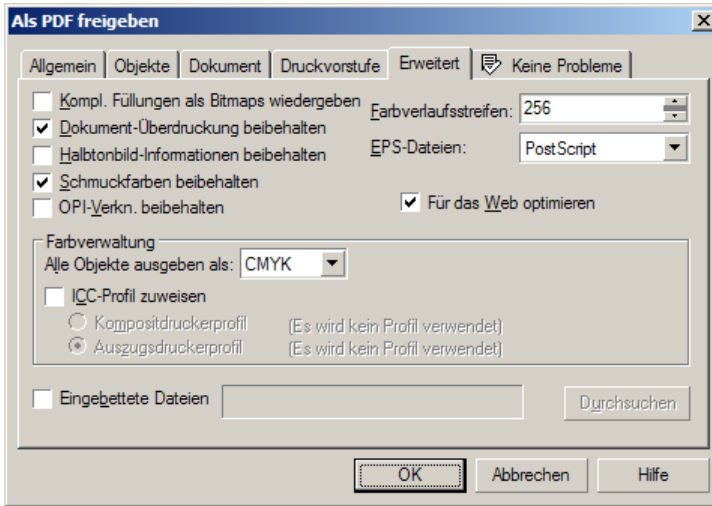 Als PDF freigeben
Allgemein Objekte Dokument Druckvorstufe Erweitert Keine Probleme
Kompl. Füllungen als Bitmaps wiedergeben
Dokument-Überdruckung beibehalten
Halbtonbild-Informationen beibehalten
Schmuckfarben beibehalten
OPI-Verkn. beibehalten
Farbverlaufsstreifen: 256
EPS-Dateien: PostScript
Für das Web optimieren
Farbverwaltung
Alle Objekte ausgeben als: CMYK
ICC-Profil zuweisen
Kompositdruckerprofil (Es wird kein Profil verwendet)
Auszugsdruckerprofil (Es wird kein Profil verwendet)
Eingebettete Dateien Durchsuchen
OK Abbrechen Hilfe